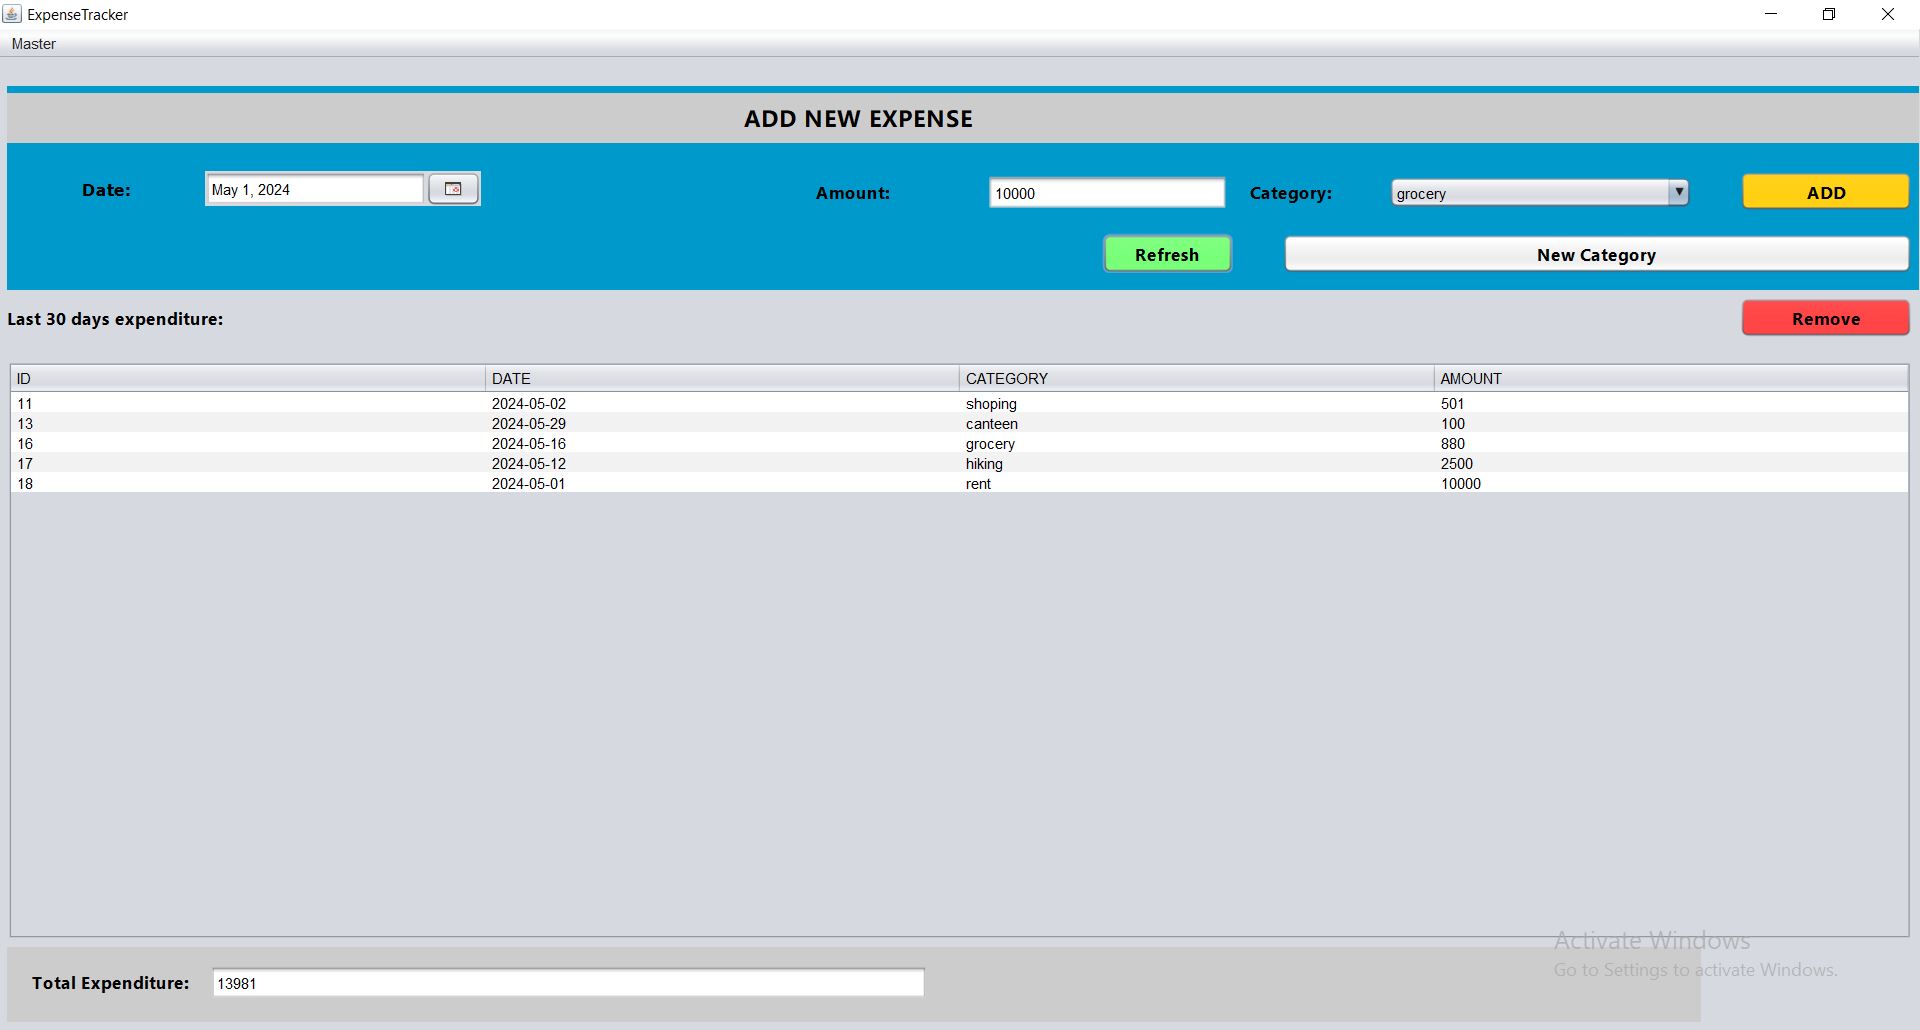 ExpenseTracker
Master
ADD NEW EXPENSE
Date: May 1, 2024 Amount: 10000 Category: grocery ADD
Refresh New Category
Last 30 days expenditure: Remove
ID DATE CATEGORY AMOUNT
11 2024-05-02 shoping 501
13 2024-05-29 canteen 100
16 2024-05-16 grocery 880
17 2024-05-12 hiking 2500
18 2024-05-01 rent 10000
Activate Windows
Go to Settings to activate Windows.
Total Expenditure: 13981